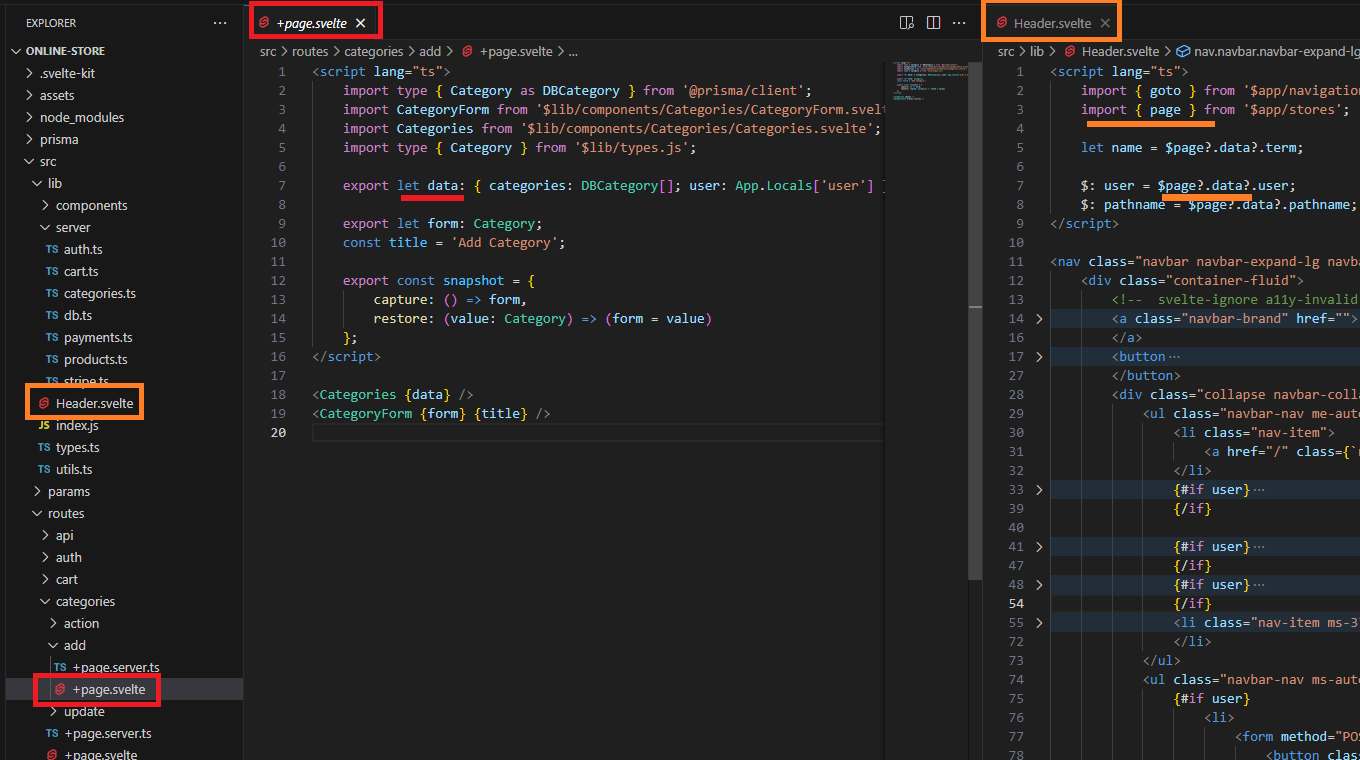 EXPLORER
ONLINE-STORE
.svelte-kit
assets
node_modules
prisma
src
lib
components
server
TS auth.ts
TS cart.ts
TS categories.ts
TS db.ts
TS payments.ts
TS products.ts
TS stripe.ts
Header.svelte
JS index.js
TS types.ts
TS utils.ts
params
routes
api
auth
cart
categories
action
add
TS +page.server.ts
+page.svelte
update
TS +page.server.ts
+page.svelte
+page.svelte
src > routes > categories > add > +page.svelte > ...
1 <script lang="ts">
2 import type { Category as DBCategory } from '@prisma/client';
3 import CategoryForm from '$lib/components/Categories/CategoryForm.svelt
4 import Categories from '$lib/components/Categories/Categories.svelte';
5 import type { Category } from '$lib/types.js';
6
7 export let data: { categories: DBCategory[]; user: App.Locals['user'] }
8
9 export let form: Category;
10 const title = 'Add Category';
11
12 export const snapshot = {
13 capture: () => form,
14 restore: (value: Category) => (form = value)
15 };
16 </script>
17
18 <Categories {data} />
19 <CategoryForm {form} {title} />
20
Header.svelte
src > lib > Header.svelte > nav.navbar.navbar-expand-lg
1 <script lang="ts">
2 import { goto } from '$app/navigation
3 import { page } from '$app/stores';
4
5 let name = $page?.data?.term;
6
7 $: user = $page?.data?.user;
8 $: pathname = $page?.data?.pathname;
9 </script>
10
11 <nav class="navbar navbar-expand-lg navba
12 <div class="container-fluid">
13 <!-- svelte-ignore a11y-invalid
14 <a class="navbar-brand" href="">
16 </a>
17 <button ...
27 </button>
28 <div class="collapse navbar-colla
29 <ul class="navbar-nav me-aut
30 <li class="nav-item">
31 <a href="/" class={`n
32 </li>
33 {#if user} ...
39 {/if}
40
41 {#if user} ...
47 {/if}
48 {#if user} ...
54 {/if}
55 <li class="nav-item ms-3
72 </li>
73 </ul>
74 <ul class="navbar-nav ms-aut
75 {#if user}
76 <li>
77 <form method="POS
78 <button clas